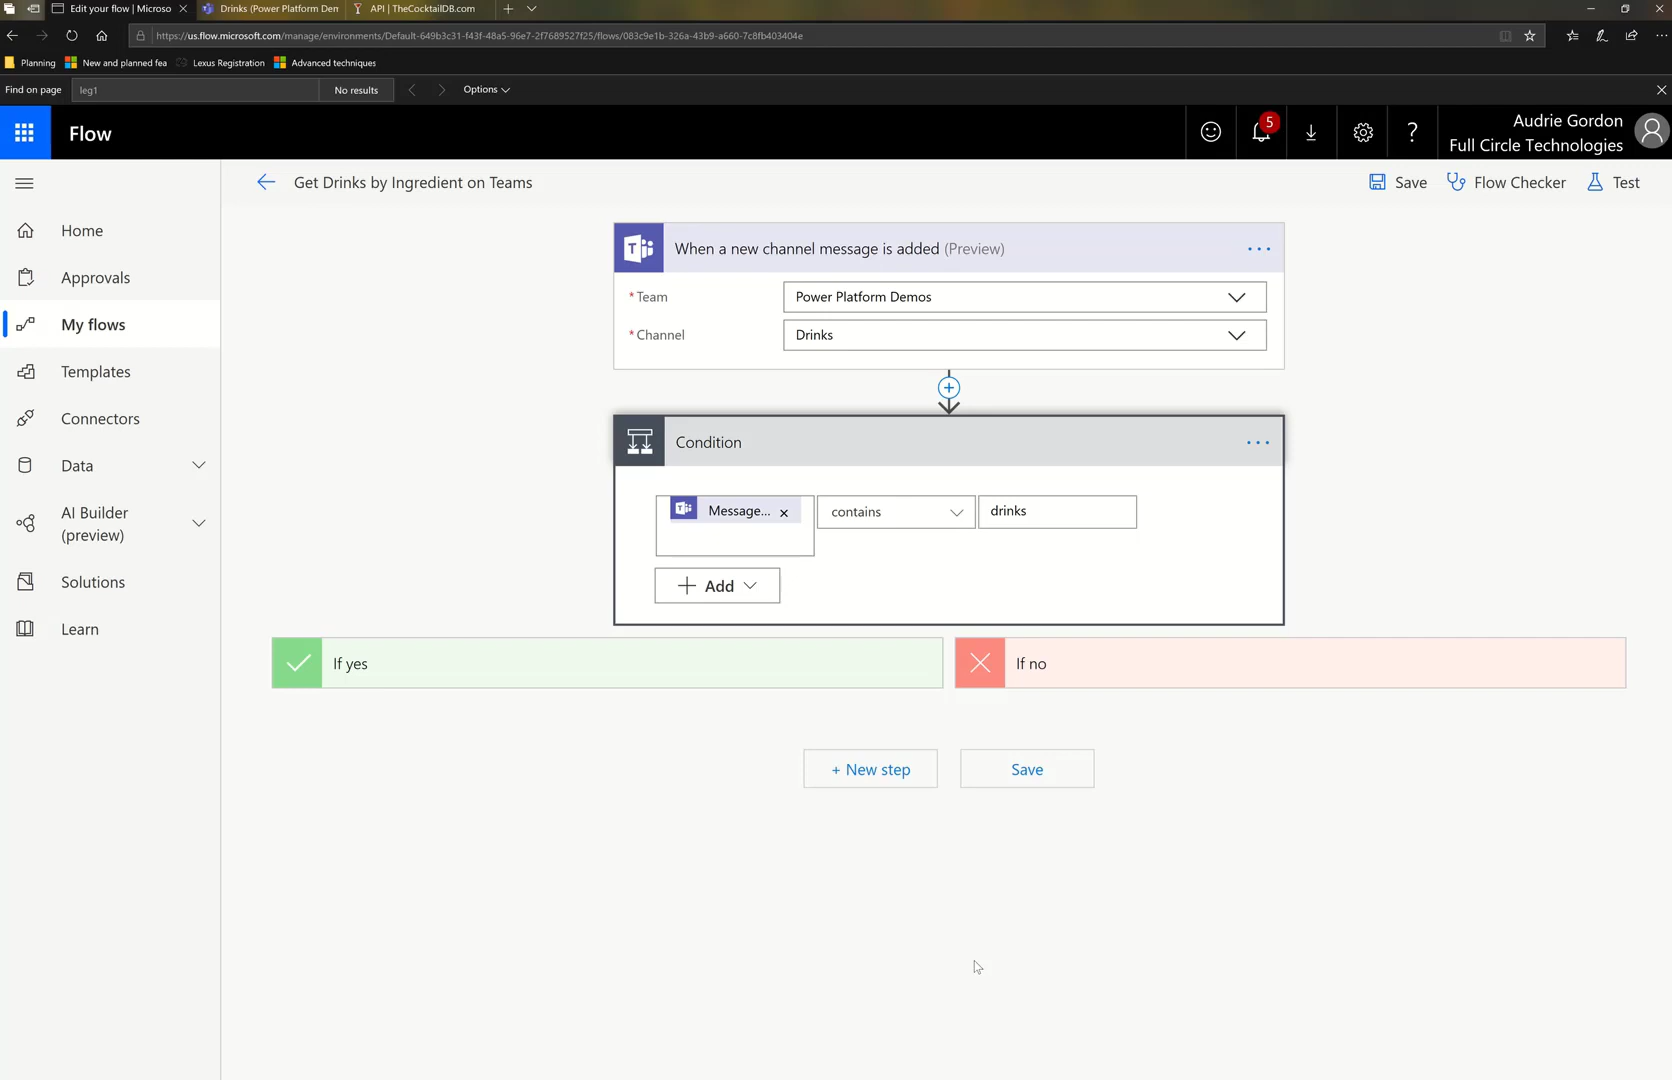 Edit your flow | Microso
Drinks (Power Platform Dem
API | TheCocktailDB.com
https://us.flow.microsoft.com/manage/environments/Default-649b3c31-f43f-48a5-96e7-2f7689527f25/flows/083c9e1b-326a-43b9-a660-7c8fb403404e
Planning
New and planned fea
Lexus Registration
Advanced techniques
Find on page
leg1
No results
Options
Flow
5
?
Audrie Gordon
Full Circle Technologies
Get Drinks by Ingredient on Teams
Save
Flow Checker
Test
Home
Approvals
My flows
Templates
Connectors
Data
AI Builder
(preview)
Solutions
Learn
When a new channel message is added (Preview)
* Team
Power Platform Demos
* Channel
Drinks
Condition
Message...
contains
drinks
Add
If yes
If no
+ New step
Save